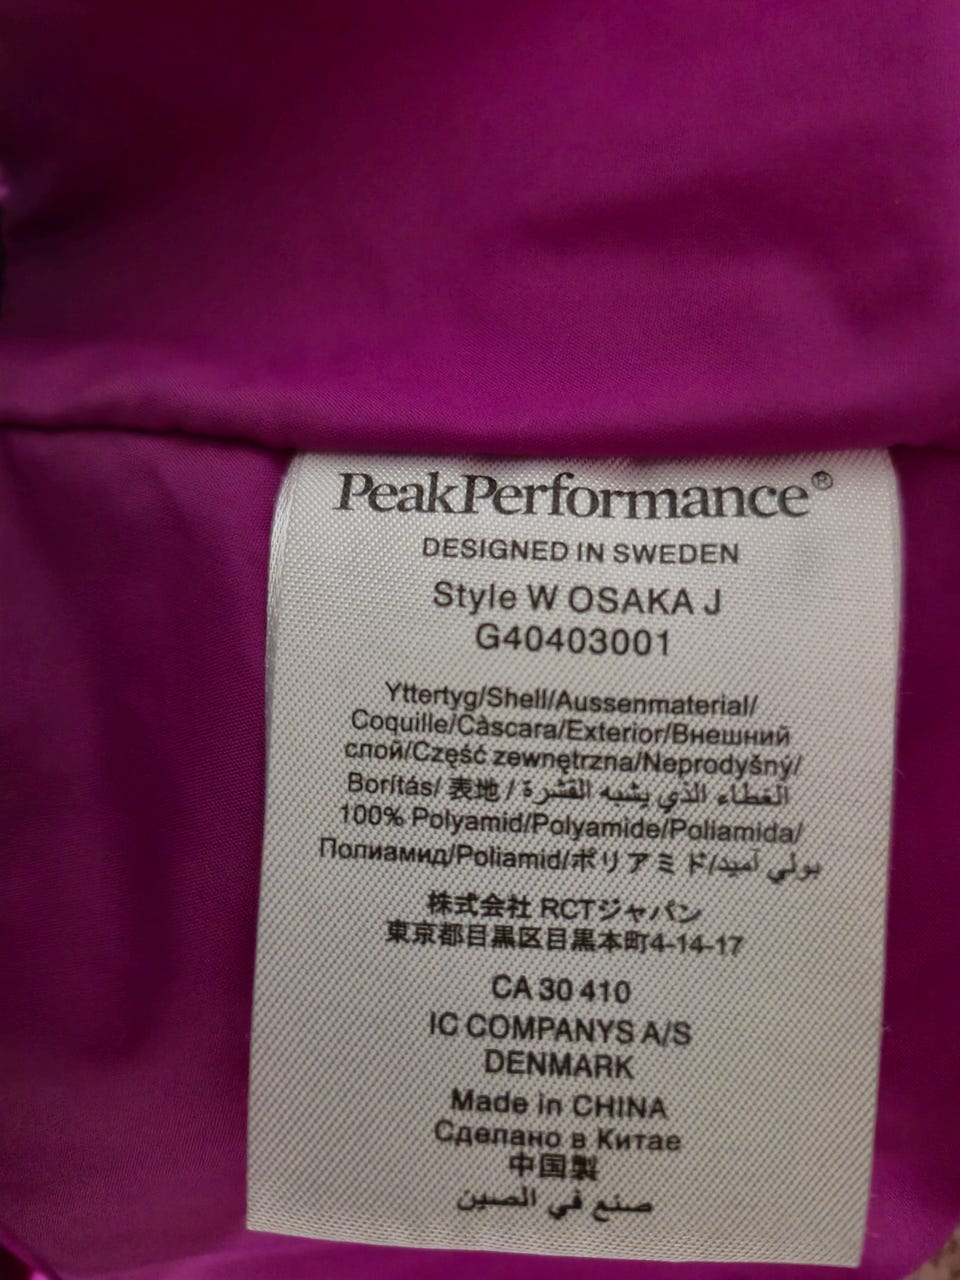 PeakPerformance®
DESIGNED IN SWEDEN
Style W OSAKA J
G40403001
Yttertyg/Shell/Aussenmaterial/
Coquille/Càscara/Exterior/Внешний
слой/Część zewnętrzna/Neprodyšný/
Borítás/ 表地 / الغطاء الذي يشبه القشرة
100% Polyamid/Polyamide/Poliamida/
Полиамид/Poliamid/ポリアミド/بولي أميد
株式会社 RCTジャパン
東京都目黒区目黒本町4-14-17
CA 30 410
IC COMPANYS A/S
DENMARK
Made in CHINA
Сделано в Китае
中国製
صنع في الصين